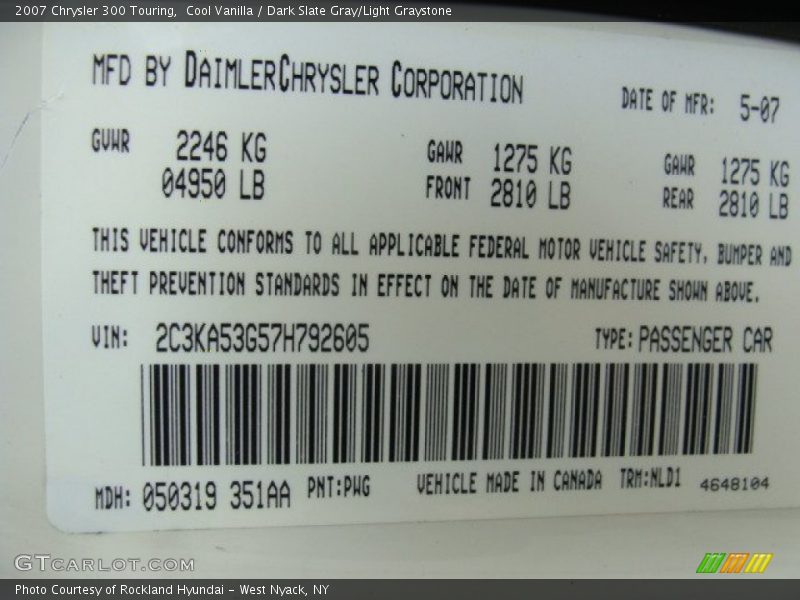 2007 Chrysler 300 Touring, Cool Vanilla / Dark Slate Gray/Light Graystone
MFD BY DAIMLERCHRYSLER CORPORATION
DATE OF MFR: 5-07
GVWR 2246 KG GAWR 1275 KG GAWR 1275 KG
04950 LB FRONT 2810 LB REAR 2810 LB
THIS VEHICLE CONFORMS TO ALL APPLICABLE FEDERAL MOTOR VEHICLE SAFETY, BUMPER AND
THEFT PREVENTION STANDARDS IN EFFECT ON THE DATE OF MANUFACTURE SHOWN ABOVE.
VIN: 2C3KA53G57H792605 TYPE: PASSENGER CAR
MDH: 050319 351AA PNT:PWG VEHICLE MADE IN CANADA TRM:NLD1 4648104
GTCARLOT.COM
Photo Courtesy of Rockland Hyundai - West Nyack, NY